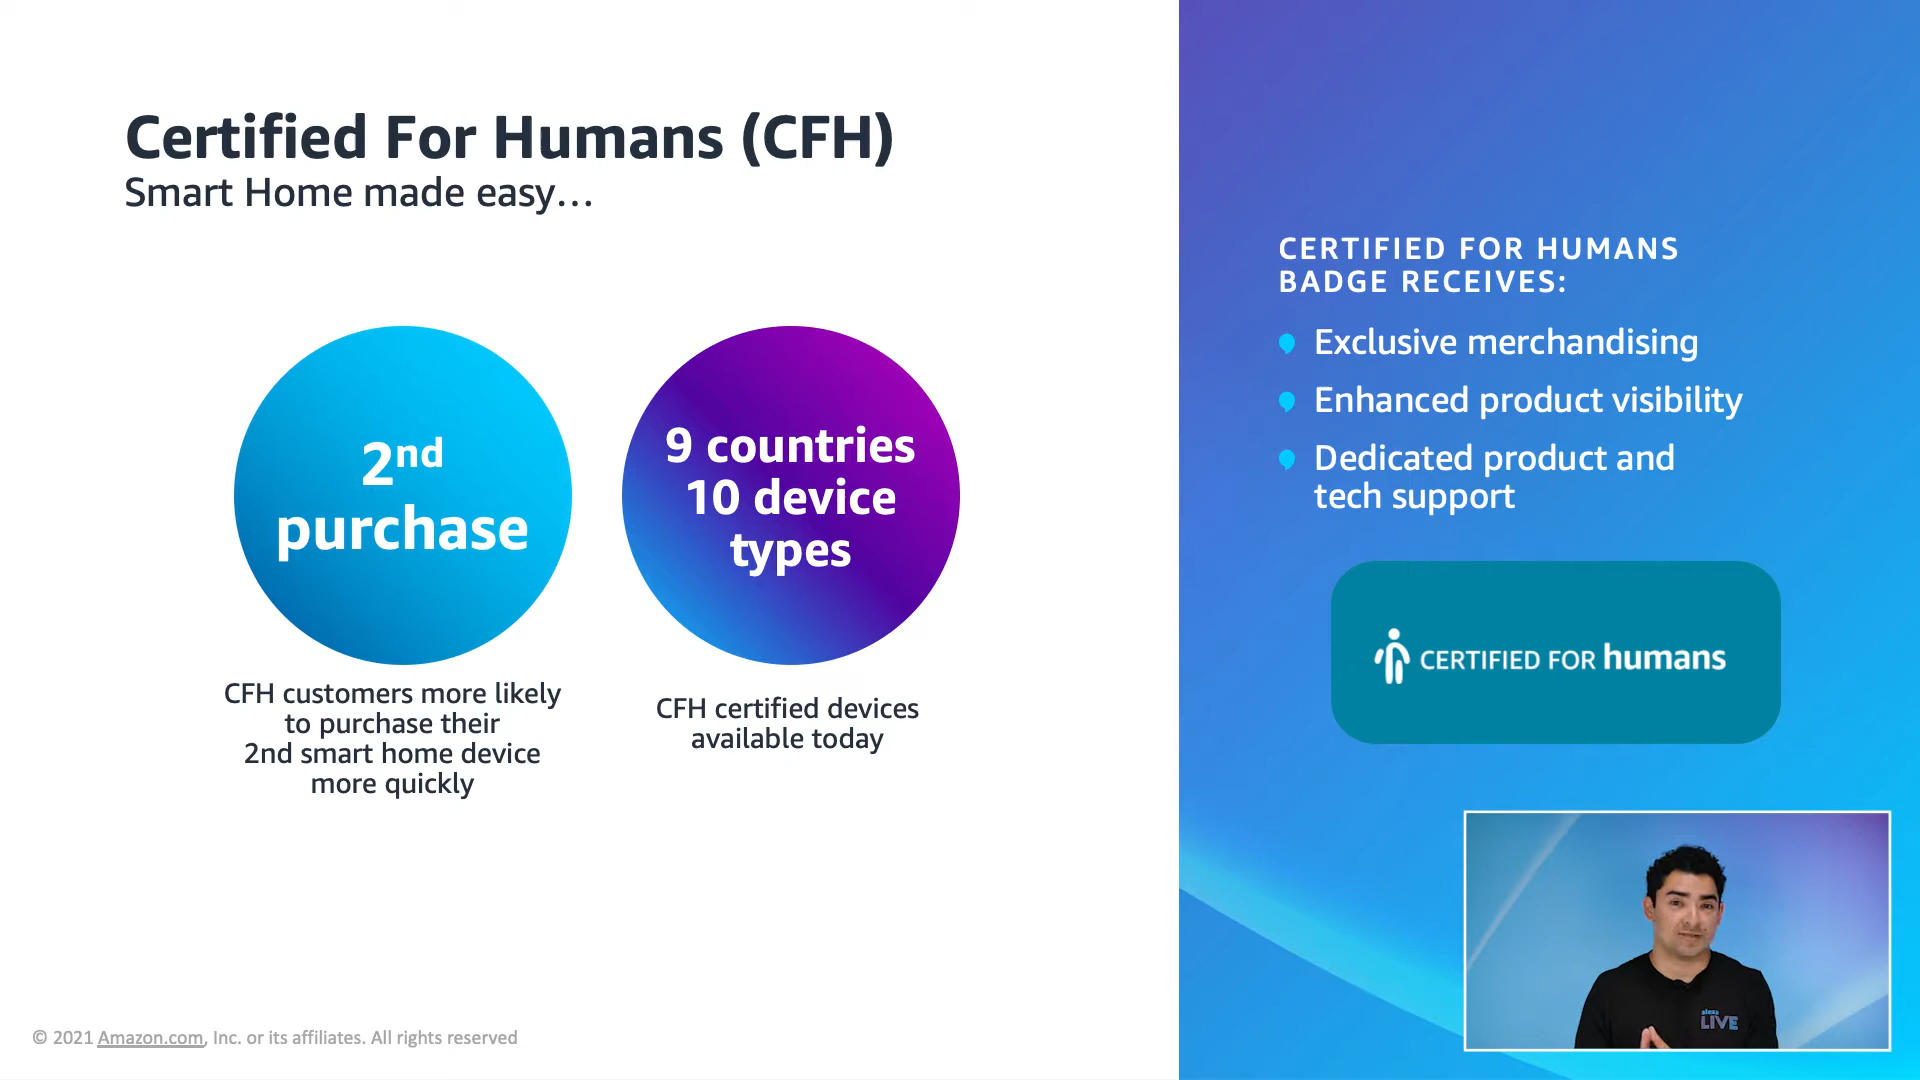 Certified For Humans (CFH)
Smart Home made easy…
2nd
purchase
CFH customers more likely
to purchase their
2nd smart home device
more quickly
9 countries
10 device
types
CFH certified devices
available today
CERTIFIED FOR HUMANS
BADGE RECEIVES:
Exclusive merchandising
Enhanced product visibility
Dedicated product and
tech support
CERTIFIED FOR humans
alexa
LIVE
© 2021 Amazon.com, Inc. or its affiliates. All rights reserved